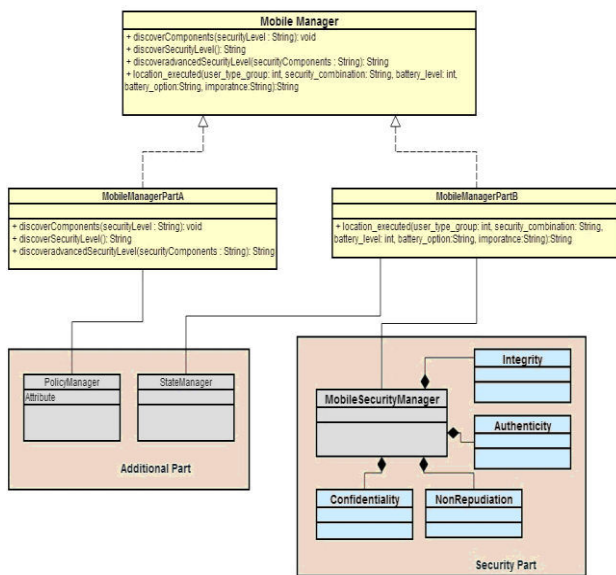 Mobile Manager
+ discoverComponents(securityLevel : String): void
+ discoverSecurityLevel(): String
+ discoveradvancedSecurityLevel(securityComponents : String): String
+ location_executed(user_type_group: int, security_combination: String, battery_level: int,
battery_option:String, imporatnce:String):String
MobileManagerPartA
+ discoverComponents(securityLevel : String): void
+ discoverSecurityLevel(): String
+ discoveradvancedSecurityLevel(securityComponents : String): String
MobileManagerPartB
+ location_executed(user_type_group: int, security_combination: String,
battery_level: int, battery_option:String, imporatnce:String):String
PolicyManager
Attribute
StateManager
Additional Part
MobileSecurityManager
Integrity
Authenticity
Confidentiality
NonRepudiation
Security Part